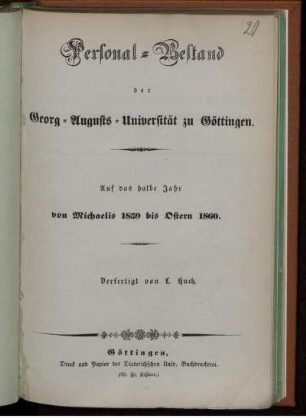 20
Personal-Bestand
der
Georg-Augusts-Universität zu Göttingen.
Auf das halbe Jahr
von Michaelis 1859 bis Ostern 1860.
Verfertigt von L. Huch.
Göttingen,
Druck und Papier der Dieterichschen Univ. Buchdruckerei.
(W. Fr. Kästner.)